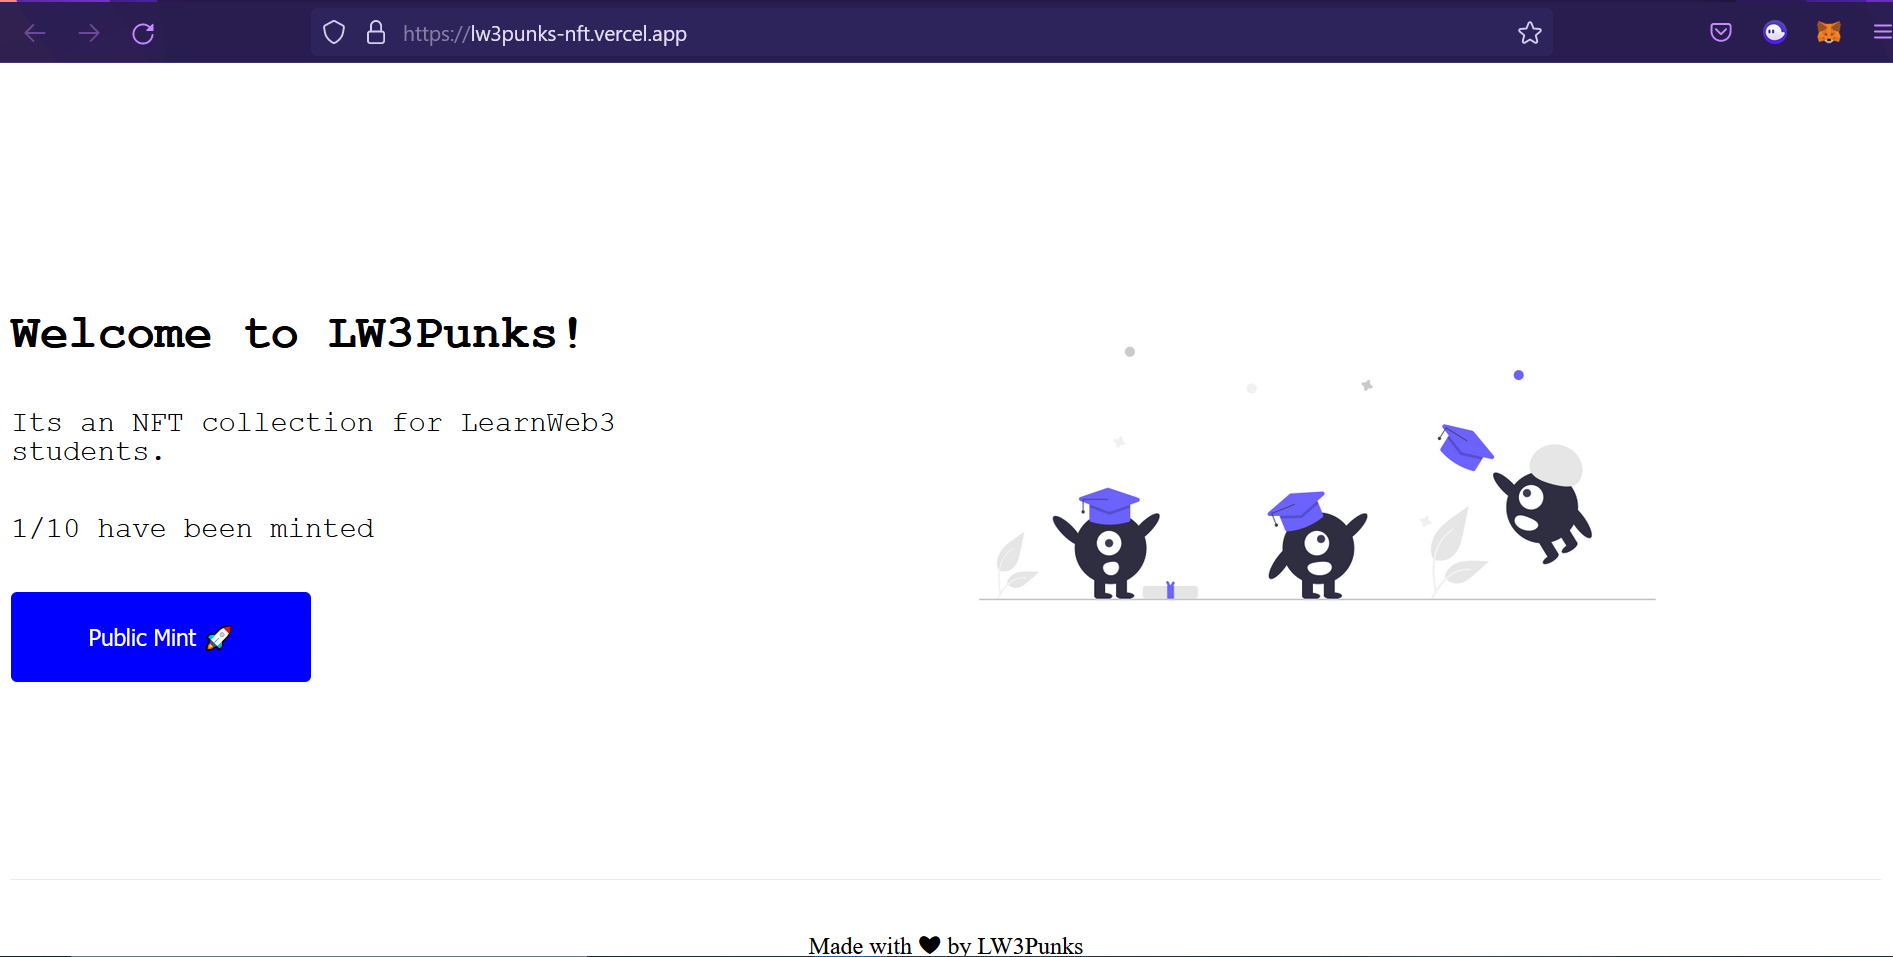 https://lw3punks-nft.vercel.app
Welcome to LW3Punks!
Its an NFT collection for LearnWeb3
students.
1/10 have been minted
Public Mint 🚀
Made with ❤ by LW3Punks